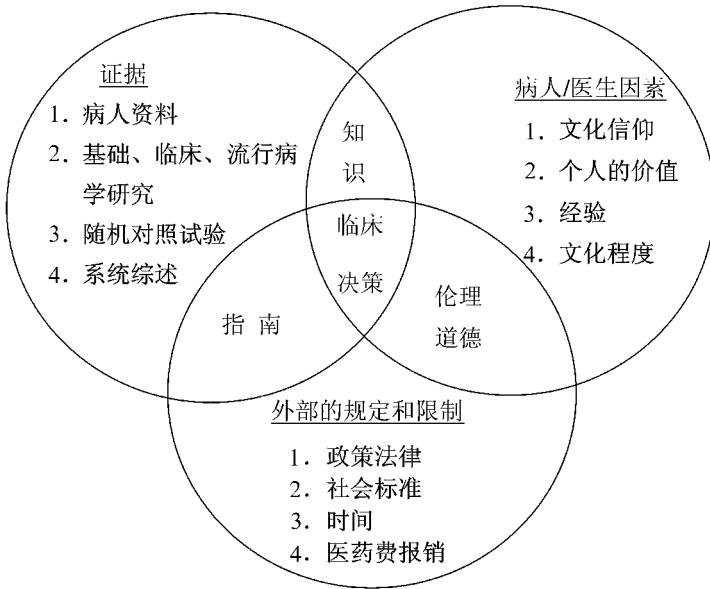 证据
1. 病人资料
2. 基础、临床、流行病
学研究
3. 随机对照试验
4. 系统综述
知
识
病人/医生因素
1. 文化信仰
2. 个人的价值
3. 经验
4. 文化程度
临床
决策
指 南
伦理
道德
外部的规定和限制
1. 政策法律
2. 社会标准
3. 时间
4. 医药费报销